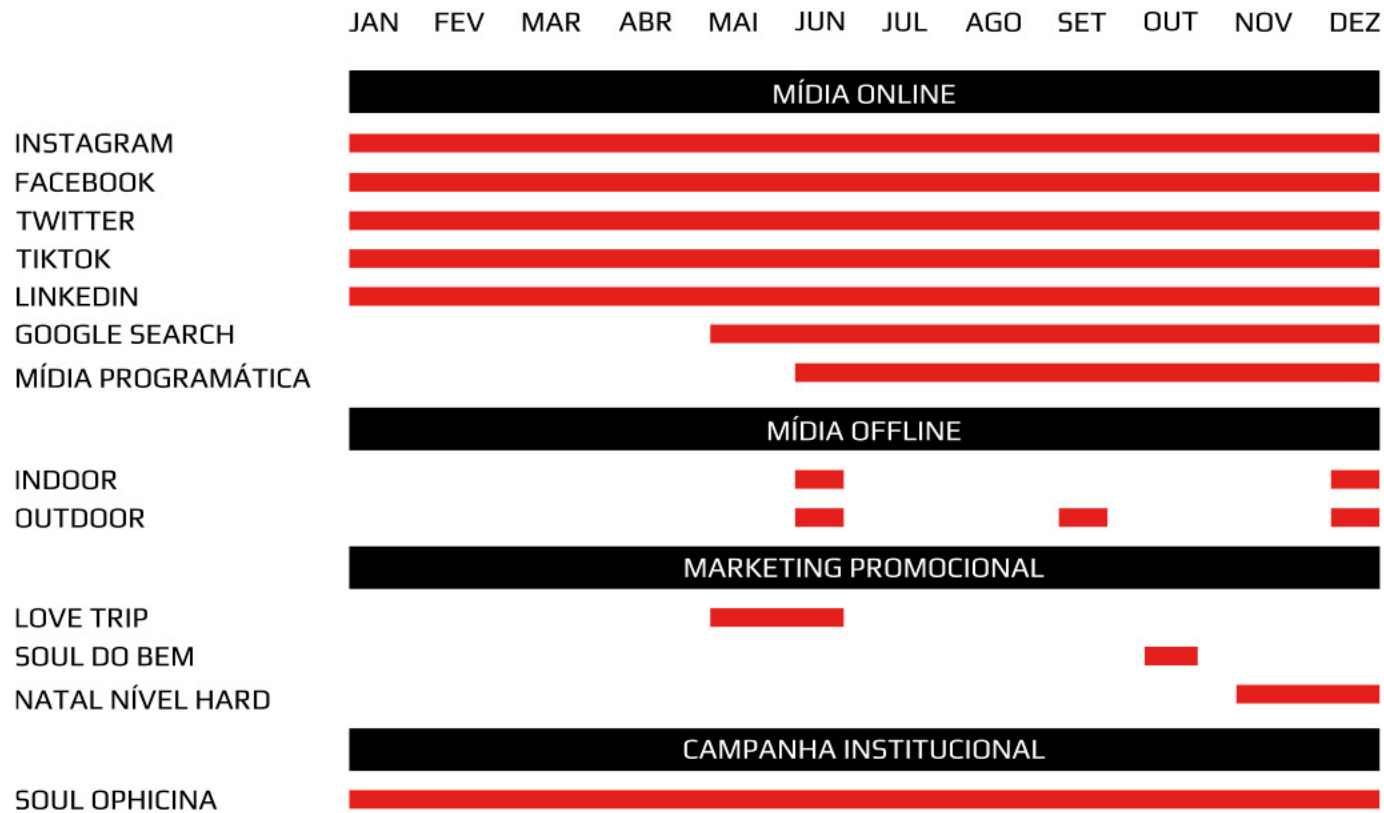 JAN FEV MAR ABR MAI JUN JUL AGO SET OUT NOV DEZ
MÍDIA ONLINE
INSTAGRAM
FACEBOOK
TWITTER
TIKTOK
LINKEDIN
GOOGLE SEARCH
MÍDIA PROGRAMÁTICA
MÍDIA OFFLINE
INDOOR
OUTDOOR
MARKETING PROMOCIONAL
LOVE TRIP
SOUL DO BEM
NATAL NÍVEL HARD
CAMPANHA INSTITUCIONAL
SOUL OPHICINA